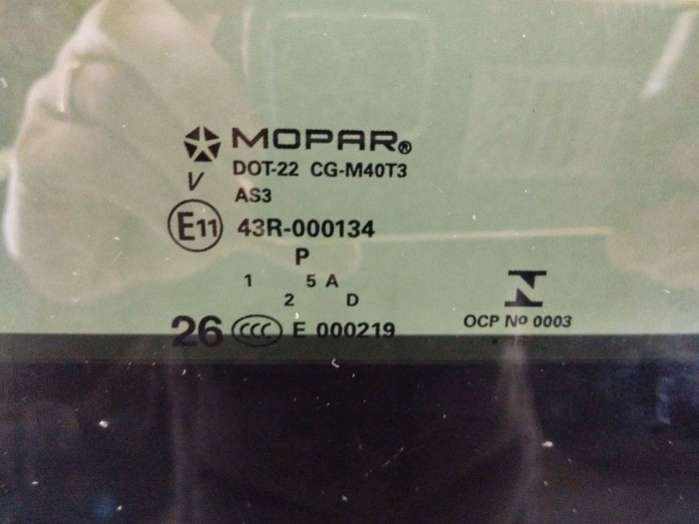 MOPAR®
DOT-22 CG-M40T3
V
AS3
E11 43R-000134
P
1 5 A
2 D
26 CCC E 000219
N
OCP Nº 0003